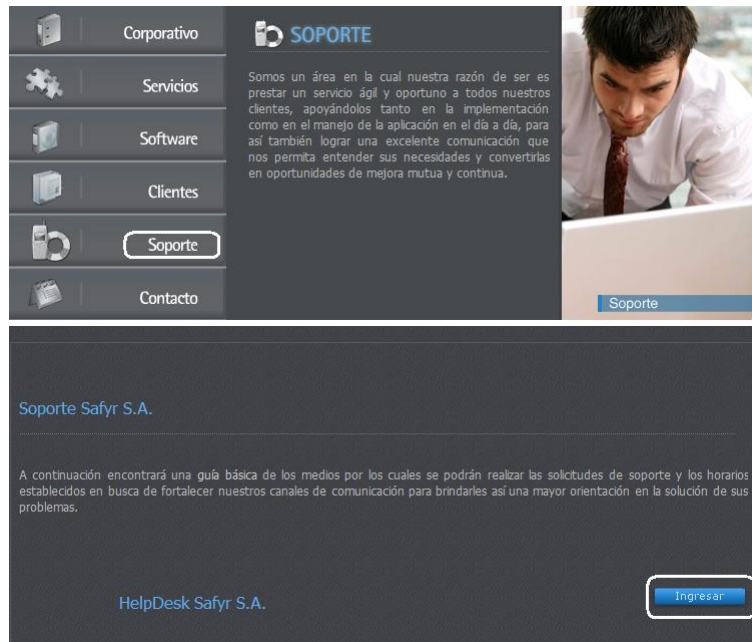 Corporativo
Servicios
Software
Clientes
Soporte
Contacto
SOPORTE
Somos un área en la cual nuestra razón de ser es
prestar un servicio ágil y oportuno a todos nuestros
clientes, apoyándolos tanto en la implementación
como en el manejo de la aplicación en el día a día, para
así también lograr una excelente comunicación que
nos permita entender sus necesidades y convertirlas
en oportunidades de mejora mutua y continua.
Soporte
Soporte Safyr S.A.
A continuación encontrará una guía básica de los medios por los cuales se podrán realizar las solicitudes de soporte y los horarios
establecidos en busca de fortalecer nuestros canales de comunicación para brindarles así una mayor orientación en la solución de sus
problemas.
HelpDesk Safyr S.A.
Ingresar